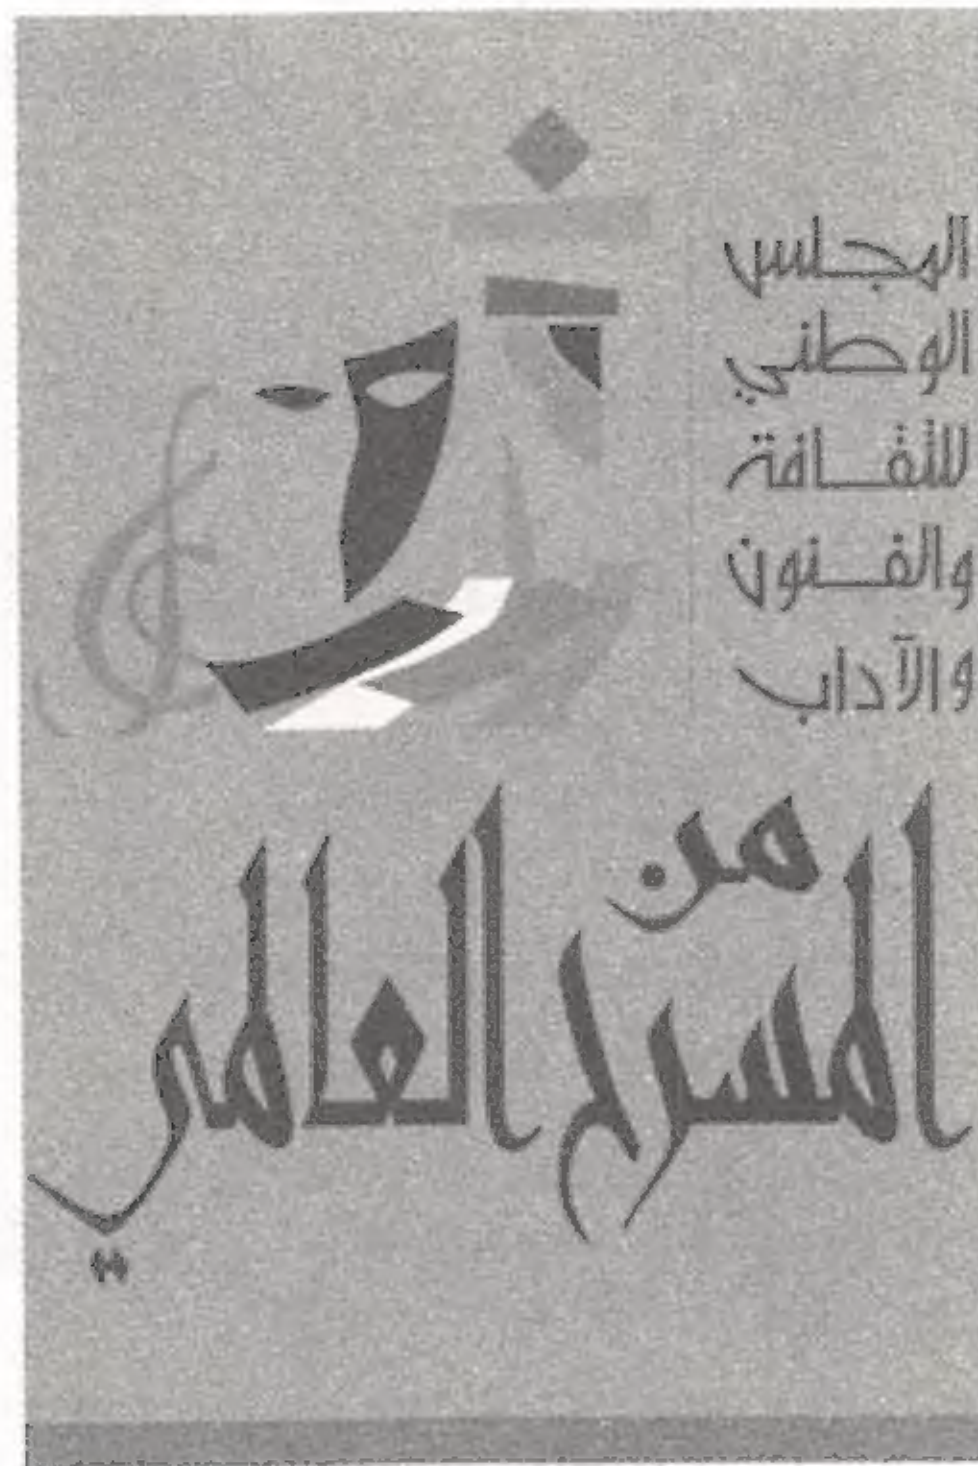 المجلس
الوطني
للثقافة
والفنون
والآداب
من
المسرح العالمي